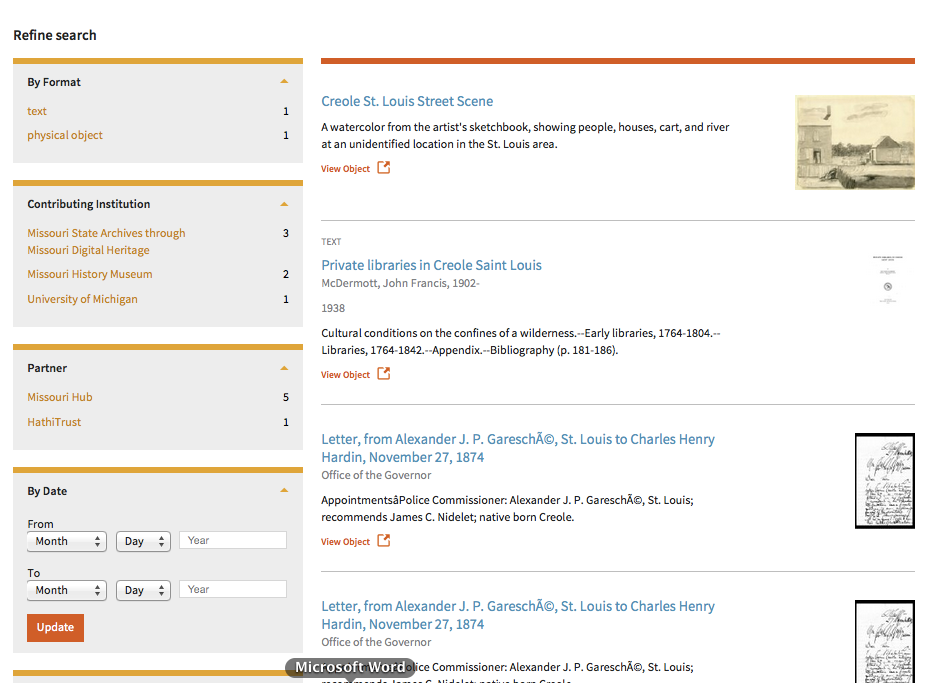 Refine search
By Format
text 1
physical object 1
Contributing Institution
Missouri State Archives through 3
Missouri Digital Heritage
Missouri History Museum 2
University of Michigan 1
Partner
Missouri Hub 5
HathiTrust 1
By Date
From
Month Day Year
To
Month Day Year
Update
Creole St. Louis Street Scene
A watercolor from the artist's sketchbook, showing people, houses, cart, and river
at an unidentified location in the St. Louis area.
View Object
TEXT
Private libraries in Creole Saint Louis
McDermott, John Francis, 1902-
1938
Cultural conditions on the confines of a wilderness.--Early libraries, 1764-1804.--
Libraries, 1764-1842.--Appendix.--Bibliography (p. 181-186).
View Object
Letter, from Alexander J. P. GareschÃ©, St. Louis to Charles Henry
Hardin, November 27, 1874
Office of the Governor
AppointmentsâPolice Commissioner: Alexander J. P. GareschÃ©, St. Louis;
recommends James C. Nidelet; native born Creole.
View Object
Letter, from Alexander J. P. GareschÃ©, St. Louis to Charles Henry
Hardin, November 27, 1874
Office of the Governor
Microsoft Word
olice Commissioner: Alexander J. P. GareschÃ©, St. Louis;
recommends James C. Nidelet; native born Creole.